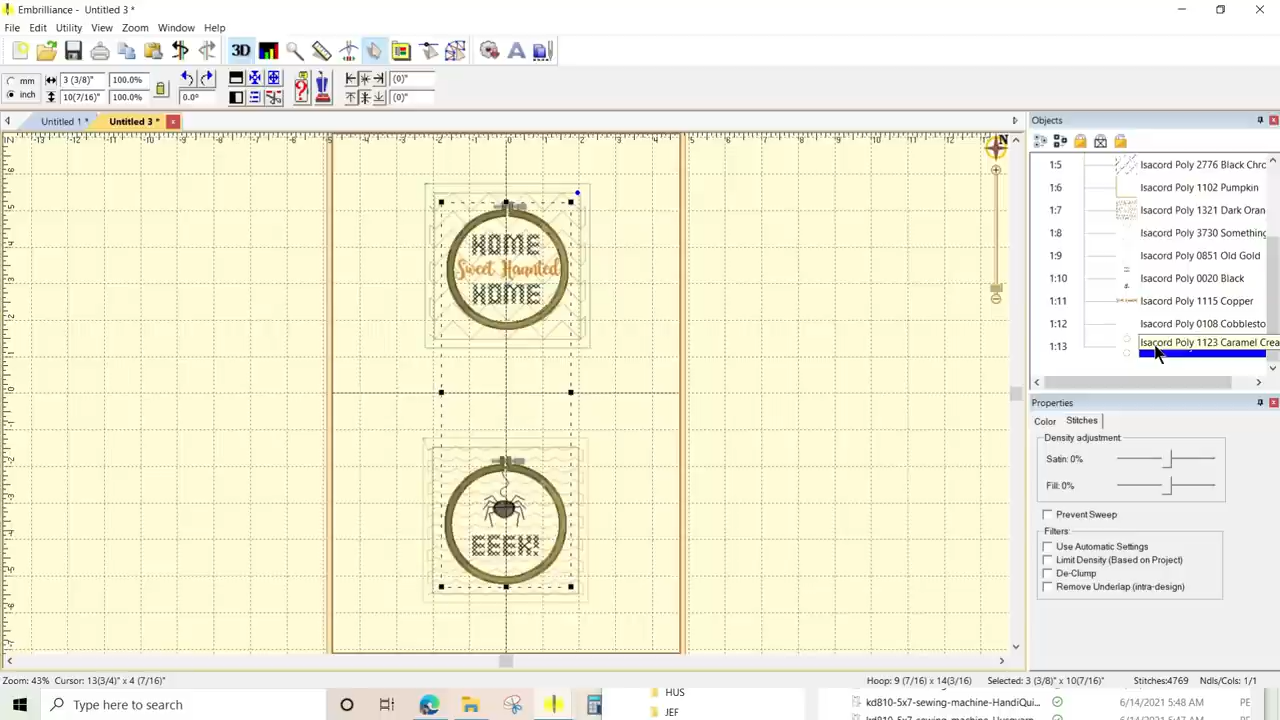 Embrilliance - Untitled 3 *
File Edit Utility View Zoom Window Help
3D
mm
inch
3 (3/8)" 100.0%
10(7/16)" 100.0%
0.0°
(0)"
(0)"
Untitled 1 * Untitled 3 *
N
HOME
Sweet Haunted
HOME
EEEK!
Objects
1:5 Isacord Poly 2776 Black Chro
1:6 Isacord Poly 1102 Pumpkin
1:7 Isacord Poly 1321 Dark Oran
1:8 Isacord Poly 3730 Something
1:9 Isacord Poly 0851 Old Gold
1:10 Isacord Poly 0020 Black
1:11 Isacord Poly 1115 Copper
1:12 Isacord Poly 0108 Cobblesto
1:13 Isacord Poly 1123 Caramel Crea
Properties
Color Stitches
Density adjustment
Satin: 0%
Fill: 0%
Prevent Sweep
Filters:
Use Automatic Settings
Limit Density (Based on Project)
De-Clump
Remove Underlap (intra-design)
Zoom: 43% Cursor: 13(3/4)" x 4 (7/16)" Hoop: 9 (7/16) x 14(3/16) Selected: 3 (3/8)" x 10(7/16)" Stitches:4769 Ndls/Cols: 1/1
Type here to search
HUS
JEF
kd810-5x7-sewing-machine-HandiQui... 6/14/2021 5:48 AM PE